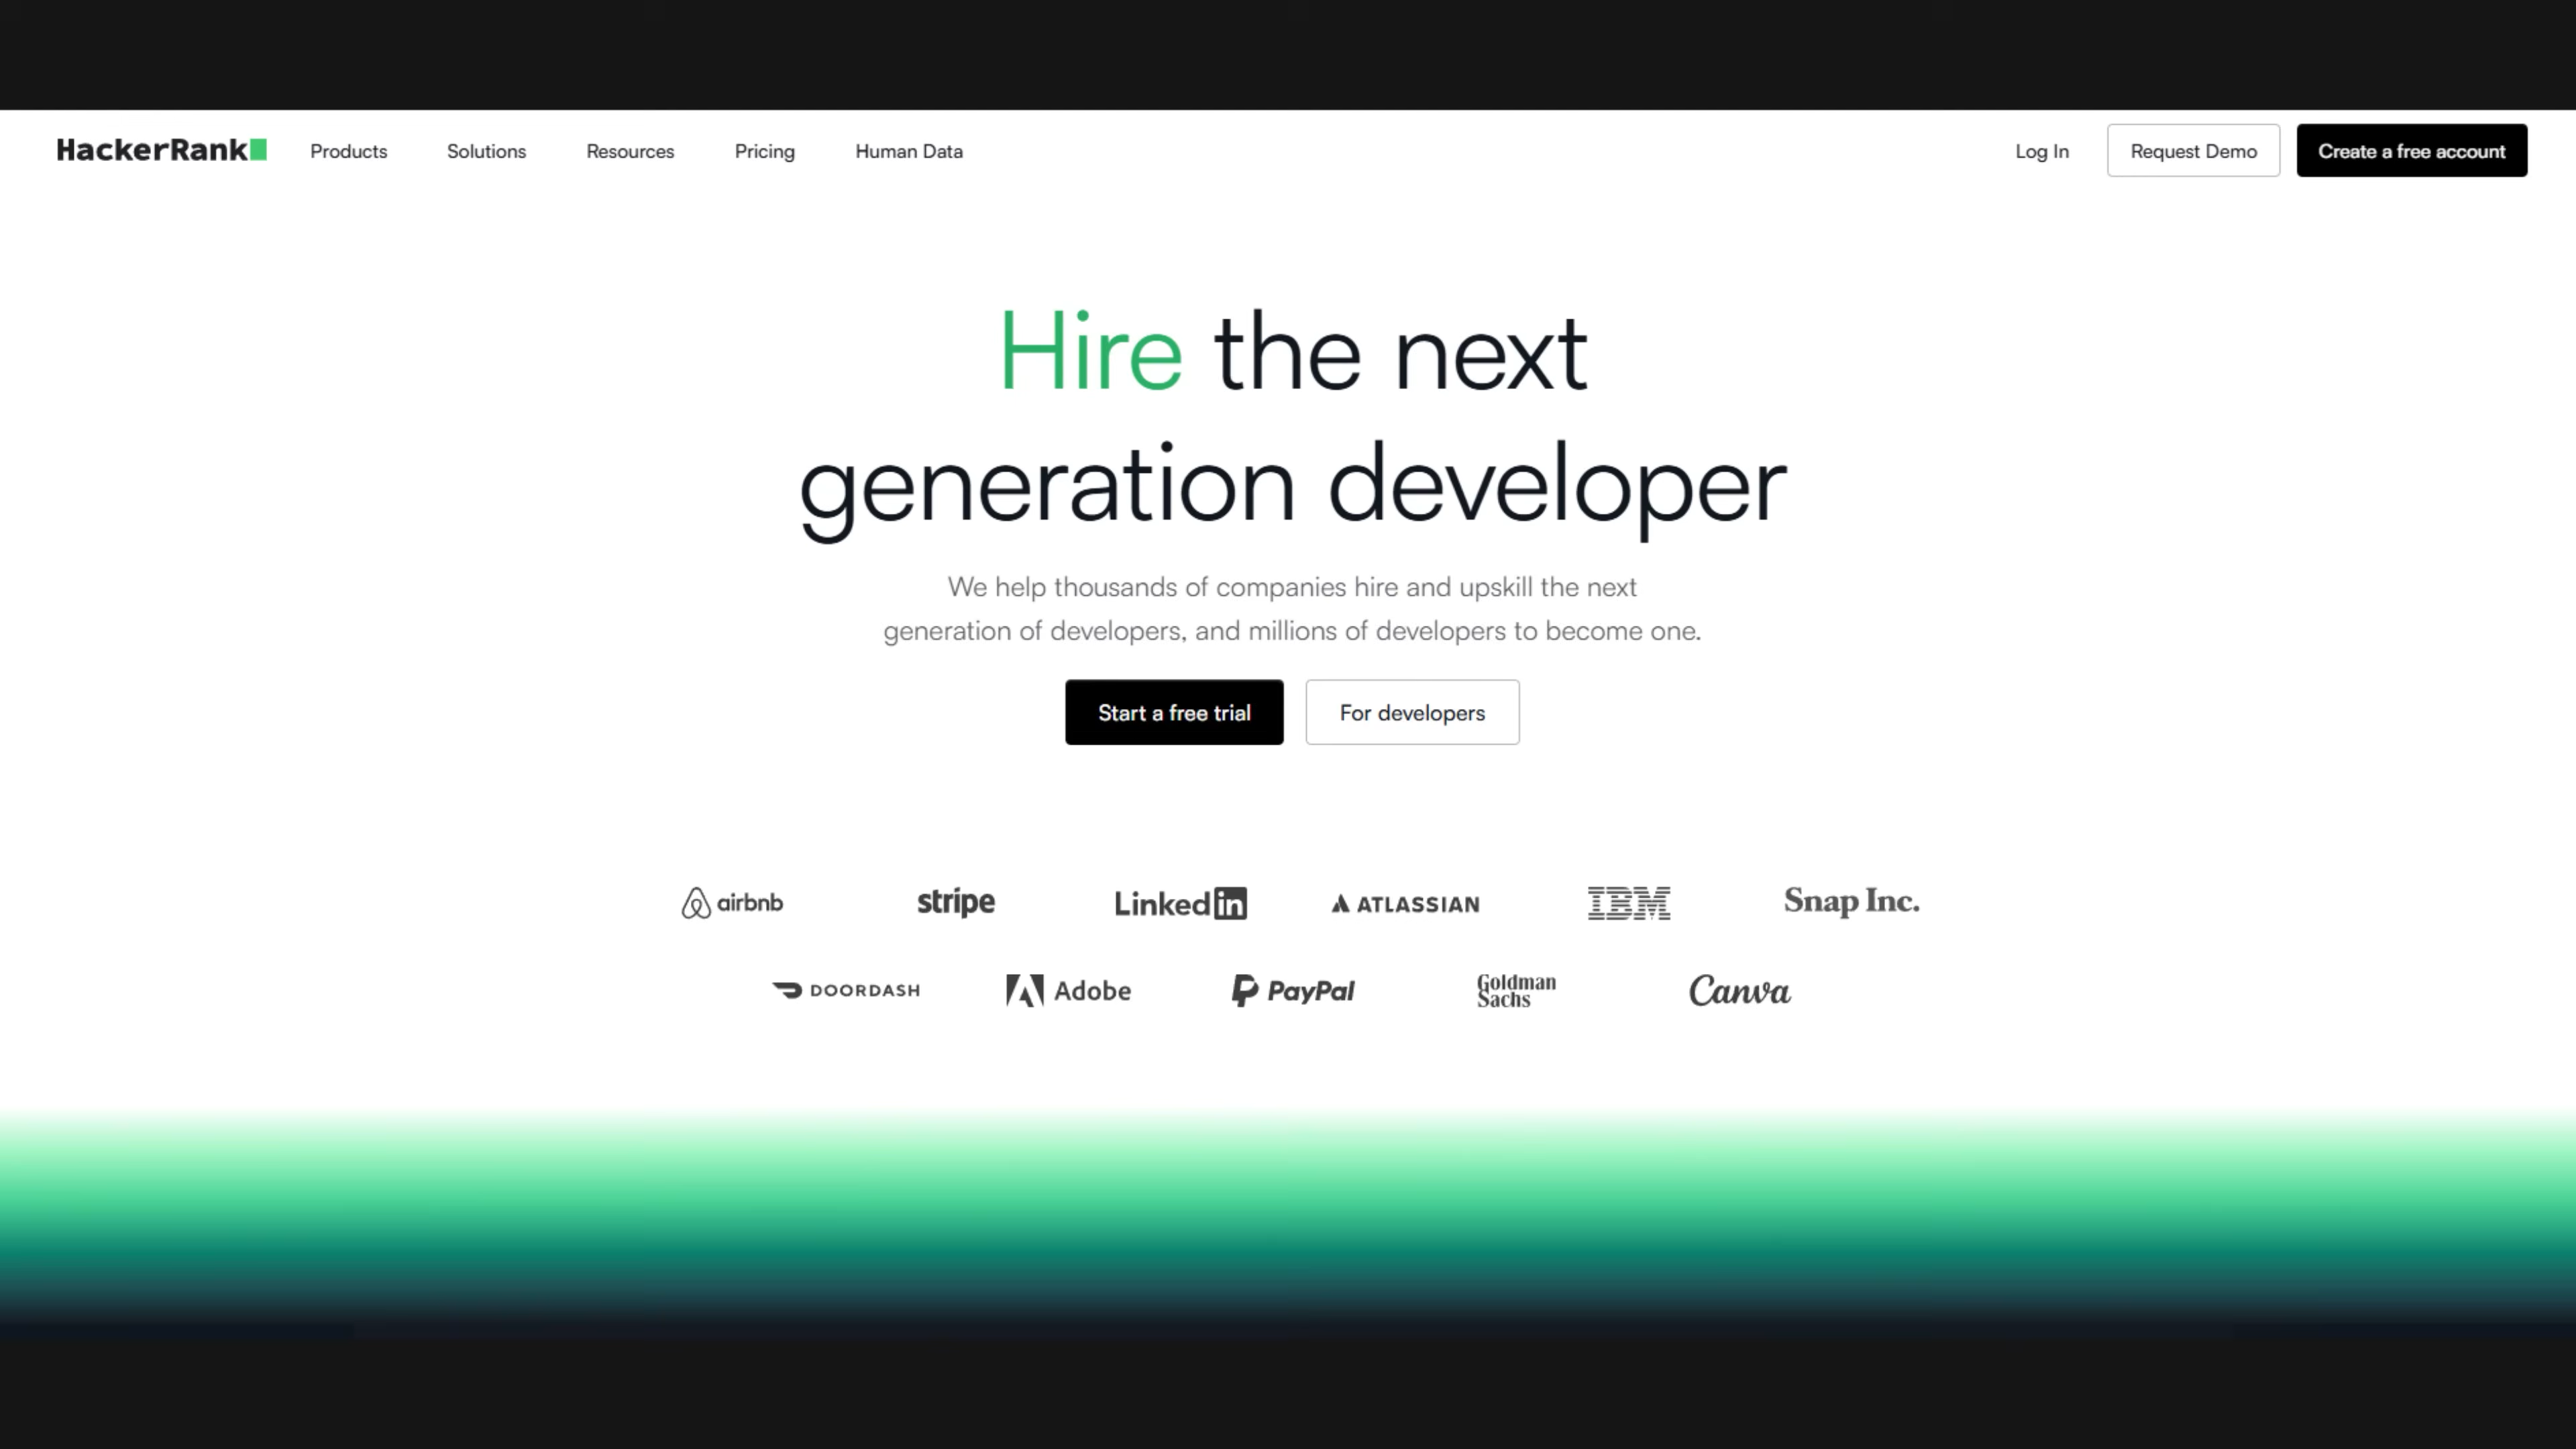 HackerRank Products Solutions Resources Pricing Human Data Log In Request Demo Create a free account
Hire the next
generation developer
We help thousands of companies hire and upskill the next
generation of developers, and millions of developers to become one.
Start a free trial For developers
airbnb stripe LinkedIn ATLASSIAN IBM Snap Inc.
DOORDASH Adobe PayPal Goldman Sachs Canva